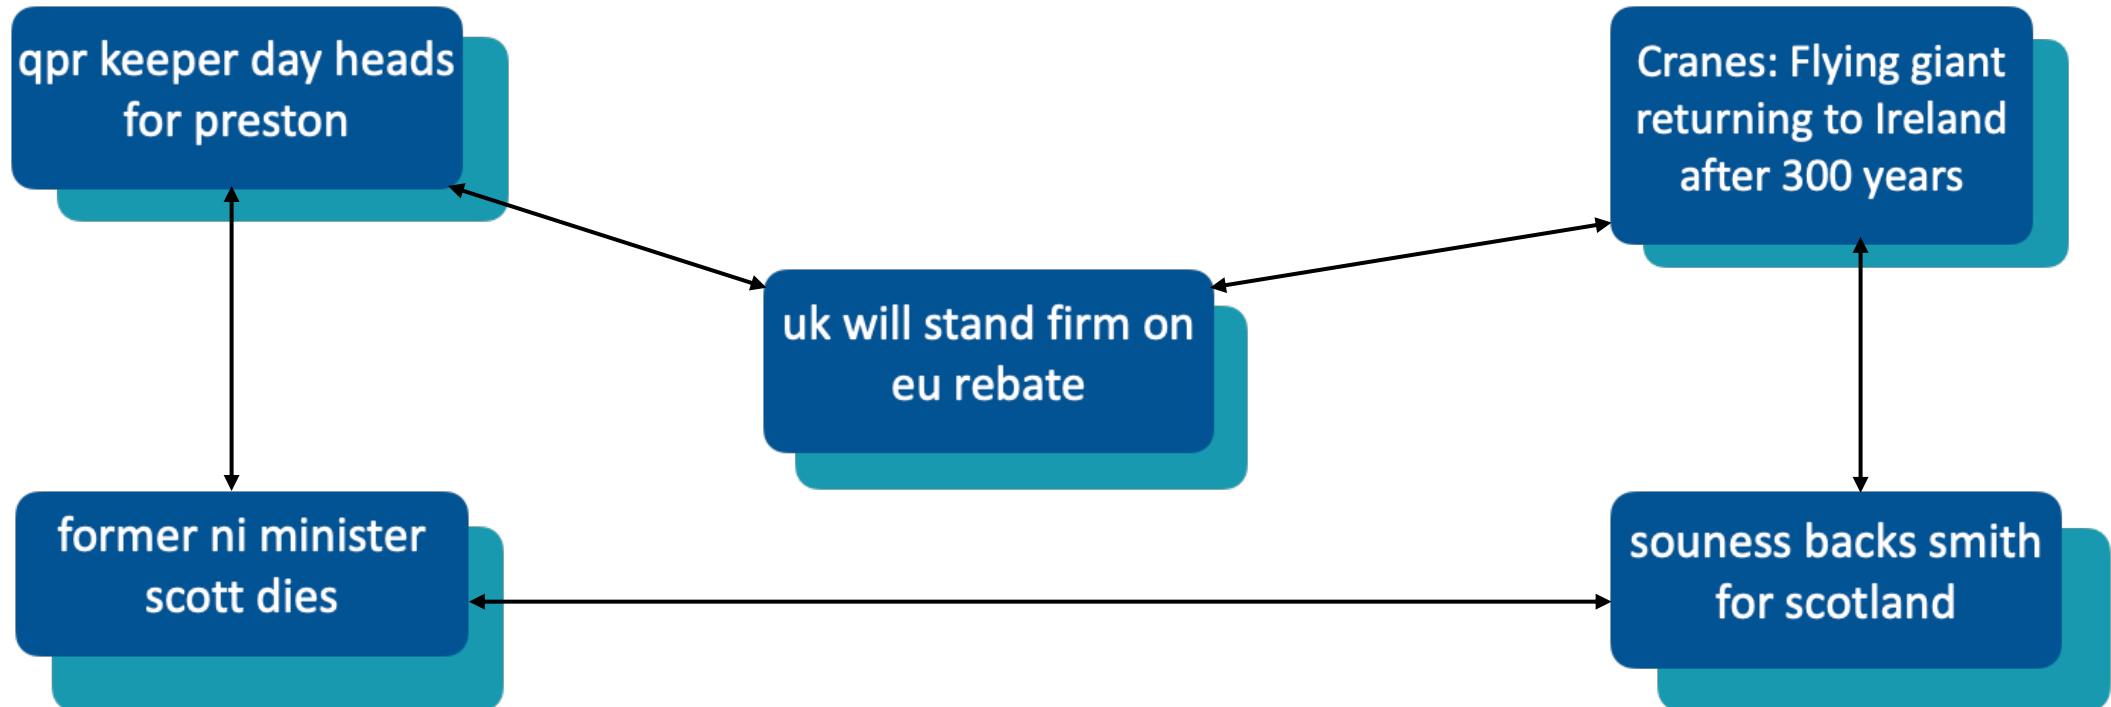 qpr keeper day heads
for preston
Cranes: Flying giant
returning to Ireland
after 300 years
uk will stand firm on
eu rebate
former ni minister
scott dies
souness backs smith
for scotland